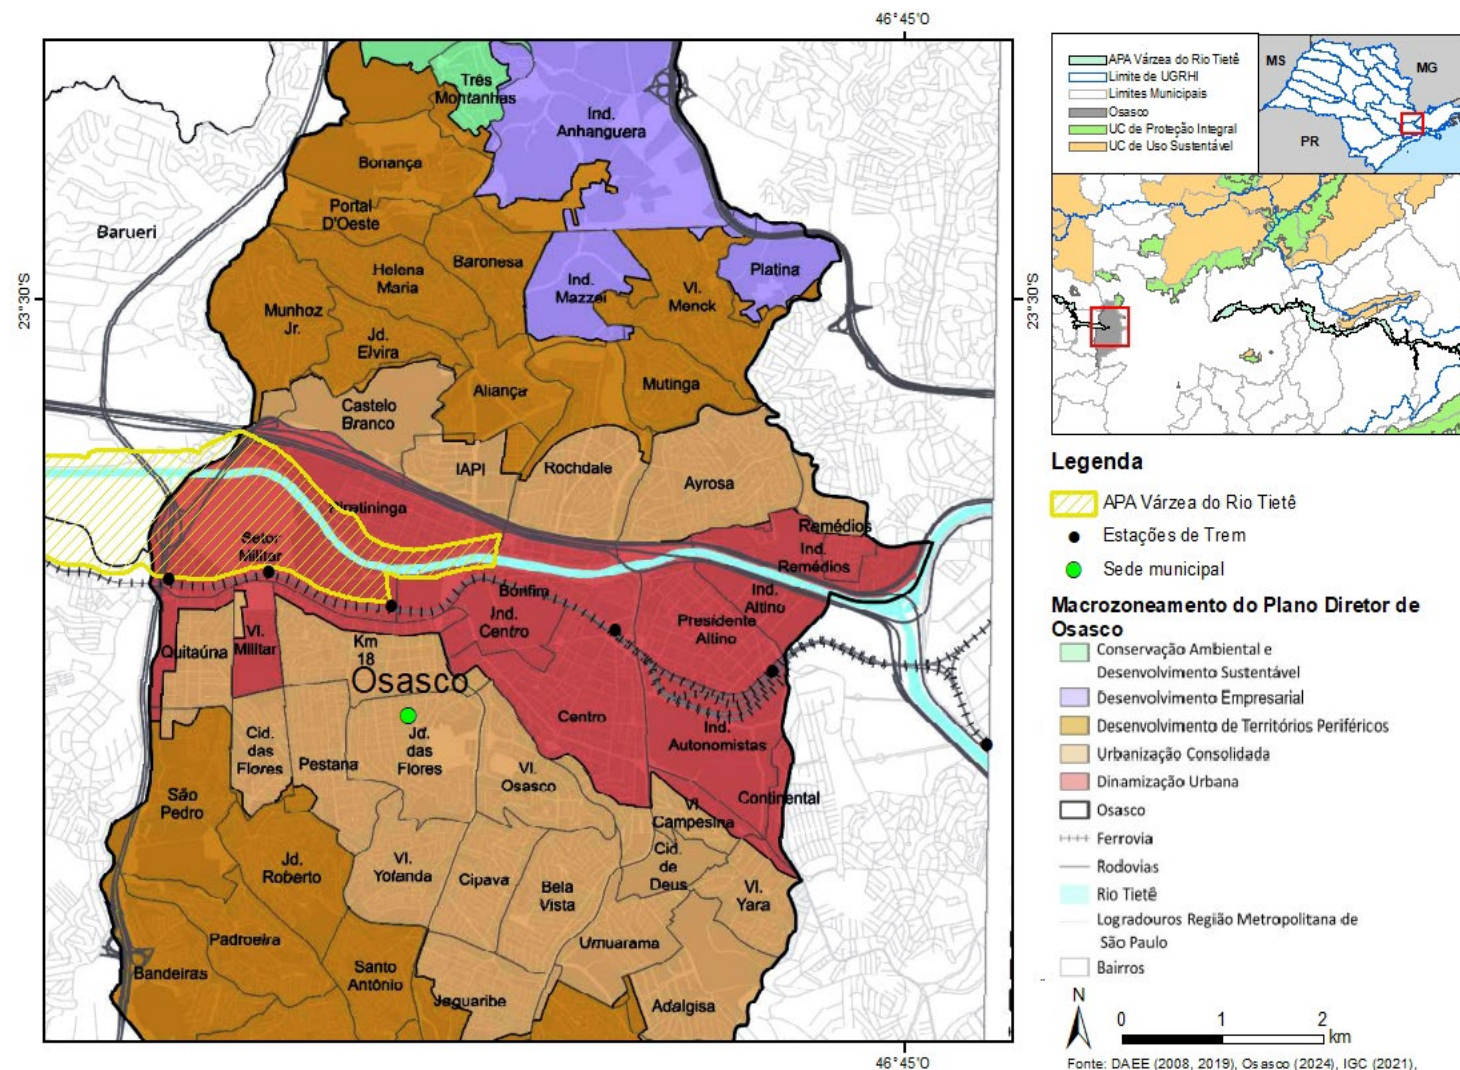 46°45'O
Três
Montanhas
Ind.
Anhanguera
Bonança
Portal
D'Oeste
Barueri
Baronesa
Helena
Maria
Ind.
Mazzei
Platina
Vl.
Menck
Munhoz
Jr.
Jd.
Elvira
23°30'S
Aliança
Mutinga
Castelo
Branco
IAPI
Rochdale
Ayrosa
Piratininga
Remédios
Setor
Militar
Ind.
Remédios
Bonfim
Ind.
Altino
Ind.
Centro
Presidente
Altino
Quitaúna
Vl.
Militar
Km
18
Osasco
Centro
Ind.
Autonomistas
Cid.
das
Flores
Pestana
Jd.
das
Flores
Vl.
Osasco
São
Pedro
Continental
Vl.
Campesina
Jd.
Roberto
Vl.
Yolanda
Cipava
Bela
Vista
Cid.
de
Deus
Vl.
Yara
Padroeira
Umuarama
Bandeiras
Santo
Antônio
Jaguaribe
Adalgisa
46°45'O
APA Várzea do Rio Tietê
Limite de UGRHI
Limites Municipais
Osasco
UC de Proteção Integral
UC de Uso Sustentável
MS
MG
PR
23°30'S
Legenda
APA Várzea do Rio Tietê
Estações de Trem
Sede municipal
Macrozoneamento do Plano Diretor de
Osasco
Conservação Ambiental e
Desenvolvimento Sustentável
Desenvolvimento Empresarial
Desenvolvimento de Territórios Periféricos
Urbanização Consolidada
Dinamização Urbana
Osasco
Ferrovia
Rodovias
Rio Tietê
Logradouros Região Metropolitana de
São Paulo
Bairros
N
0 1 2
km
Fonte: DAEE (2008, 2019), Osasco (2024), IGC (2021),